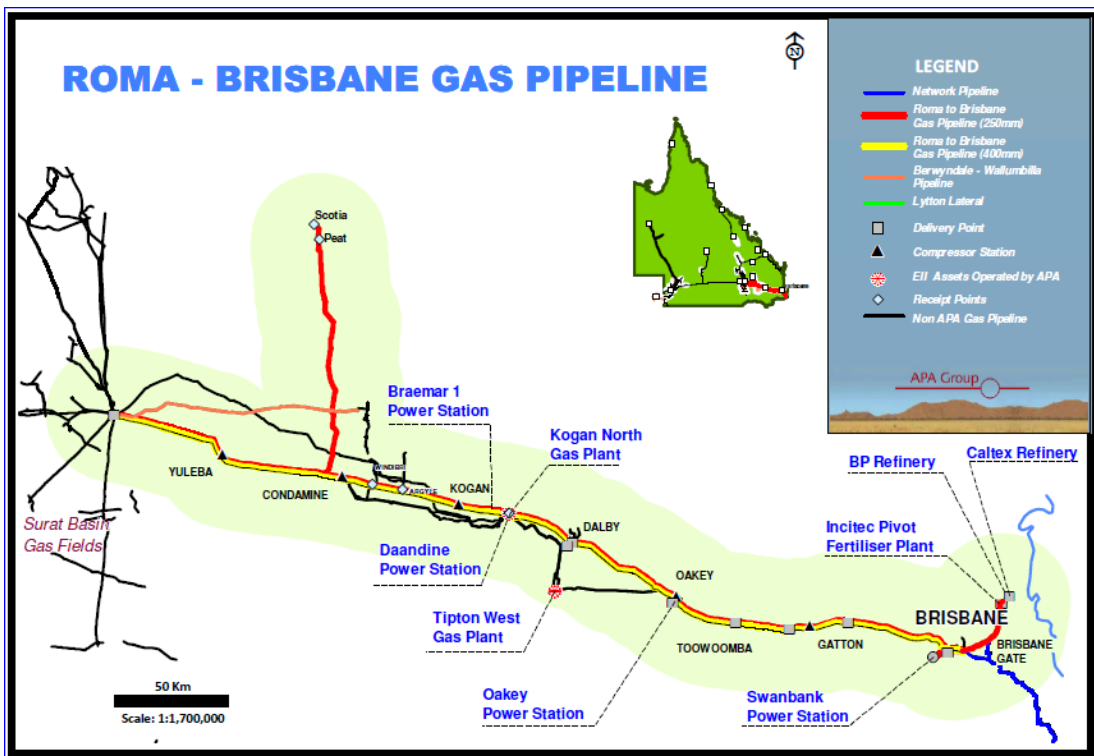 ROMA - BRISBANE GAS PIPELINE
N
LEGEND
Network Pipeline
Roma to Brisbane
Gas Pipeline (250mm)
Roma to Brisbane
Gas Pipeline (400mm)
Berwyndale - Wallumbilla
Pipeline
Lytton Lateral
Delivery Point
Compressor Station
EII Assets Operated by APA
Receipt Points
Non APA Gas Pipeline
APA Group
Scotia
Peat
Braemar 1
Power Station
Kogan North
Gas Plant
BP Refinery
Caltex Refinery
YULEBA
CONDAMINE
WINDIBRI
ARGYLE
KOGAN
Surat Basin
Gas Fields
Daandine
Power Station
DALBY
Incitec Pivot
Fertiliser Plant
OAKEY
Tipton West
Gas Plant
BRISBANE
TOOWOOMBA
GATTON
BRISBANE
GATE
50 Km
Scale: 1:1,700,000
Oakey
Power Station
Swanbank
Power Station